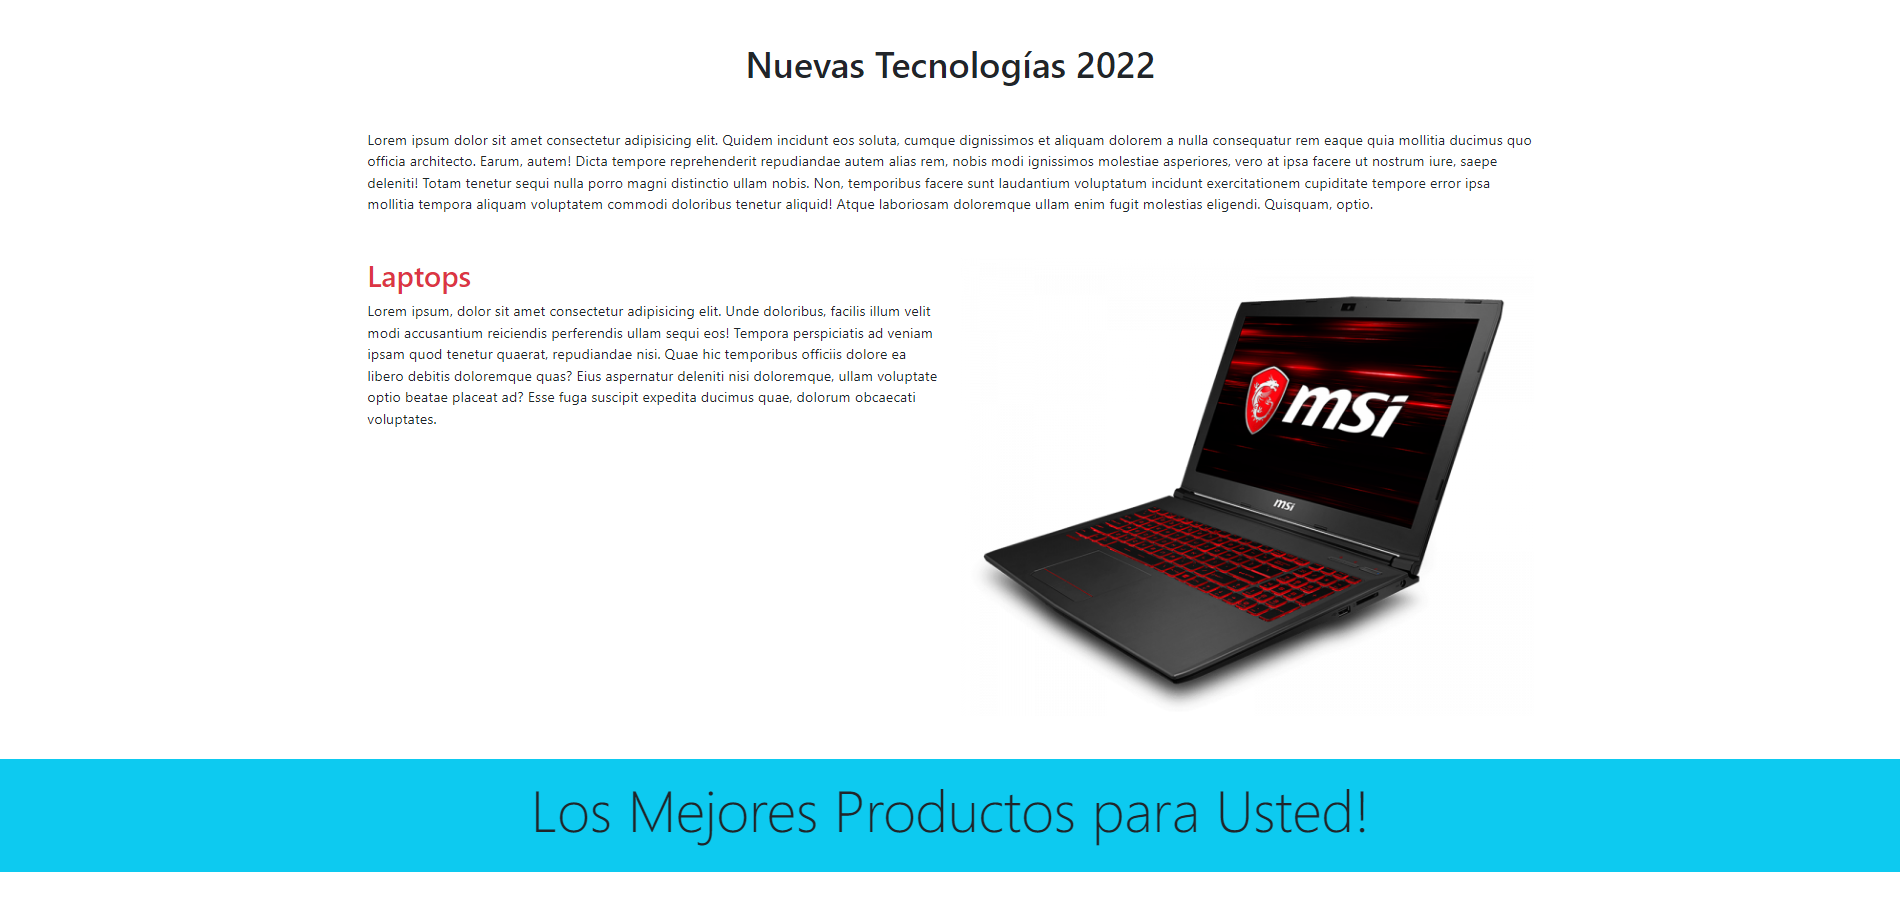 Nuevas Tecnologías 2022
Lorem ipsum dolor sit amet consectetur adipisicing elit. Quidem incidunt eos soluta, cumque dignissimos et aliquam dolorem a nulla consequatur rem eaque quia mollitia ducimus quo
officia architecto. Earum, autem! Dicta tempore reprehenderit repudiandae autem alias rem, nobis modi ignissimos molestiae asperiores, vero at ipsa facere ut nostrum iure, saepe
deleniti! Totam tenetur sequi nulla porro magni distinctio ullam nobis. Non, temporibus facere sunt laudantium voluptatum incidunt exercitationem cupiditate tempore error ipsa
mollitia tempora aliquam voluptatem commodi doloribus tenetur aliquid! Atque laboriosam doloremque ullam enim fugit molestias eligendi. Quisquam, optio.
Laptops
Lorem ipsum, dolor sit amet consectetur adipisicing elit. Unde doloribus, facilis illum velit
modi accusantium reiciendis perferendis ullam sequi eos! Tempora perspiciatis ad veniam
ipsam quod tenetur quaerat, repudiandae nisi. Quae hic temporibus officiis dolore ea
libero debitis doloremque quas? Eius aspernatur deleniti nisi doloremque, ullam voluptate
optio beatae placeat ad? Esse fuga suscipit expedita ducimus quae, dolorum obcaecati
voluptates.
msi
msi
Los Mejores Productos para Usted!